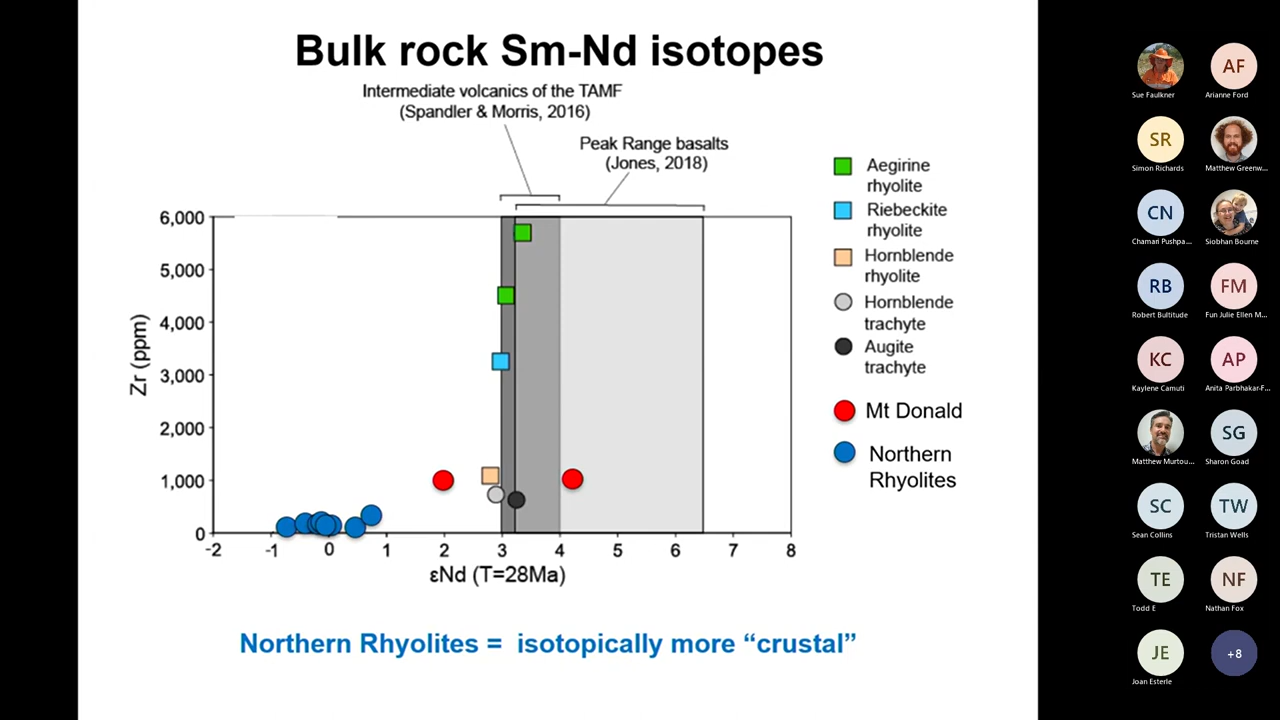 Bulk rock Sm-Nd isotopes
Intermediate volcanics of the TAMF
(Spandler & Morris, 2016)
Peak Range basalts
(Jones, 2018)
Aegirine
rhyolite
Riebeckite
rhyolite
Hornblende
rhyolite
Hornblende
trachyte
Augite
trachyte
Mt Donald
Northern
Rhyolites
Zr (ppm)
6,000
5,000
4,000
3,000
2,000
1,000
0
-2 -1 0 1 2 3 4 5 6 7 8
εNd (T=28Ma)
Northern Rhyolites = isotopically more “crustal”
Sue Faulkner
AF
Arianne Ford
SR
Simon Richards
Matthew Greenw...
CN
Chamari Pushpa...
Siobhan Bourne
RB
Robert Bultitude
FM
Fun Julie Ellen M...
KC
Kaylene Camuti
AP
Anita Parbhakar-F...
Matthew Murtou...
SG
Sharon Goad
SC
Sean Collins
TW
Tristan Wells
TE
Todd E
NF
Nathan Fox
JE
Joan Esterle
+8